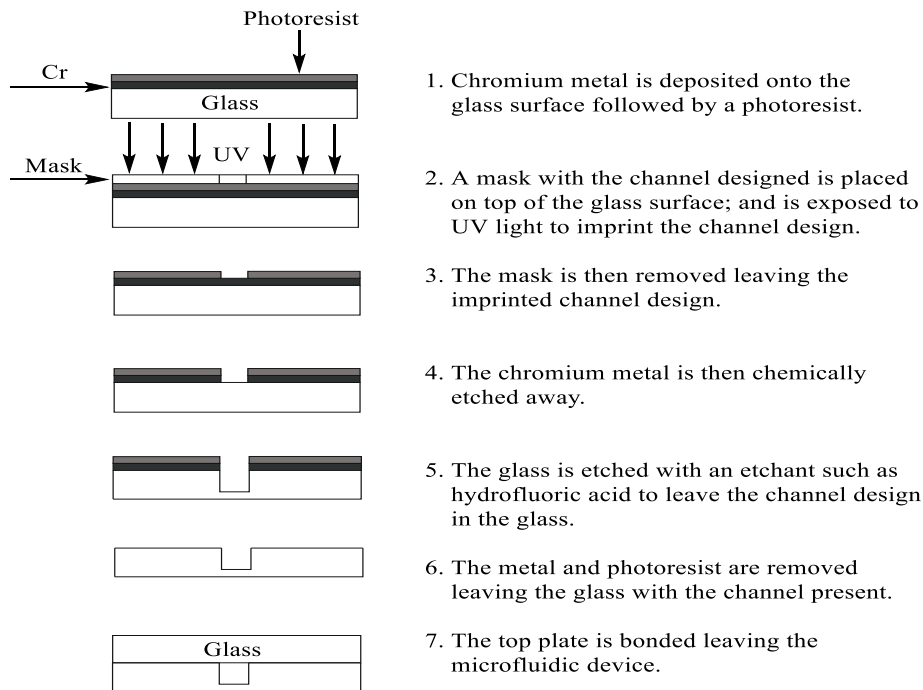 Photoresist
Cr
Glass
1. Chromium metal is deposited onto the
glass surface followed by a photoresist.
UV
Mask
2. A mask with the channel designed is placed
on top of the glass surface; and is exposed to
UV light to imprint the channel design.
3. The mask is then removed leaving the
imprinted channel design.
4. The chromium metal is then chemically
etched away.
5. The glass is etched with an etchant such as
hydrofluoric acid to leave the channel design
in the glass.
6. The metal and photoresist are removed
leaving the glass with the channel present.
Glass
7. The top plate is bonded leaving the
microfluidic device.